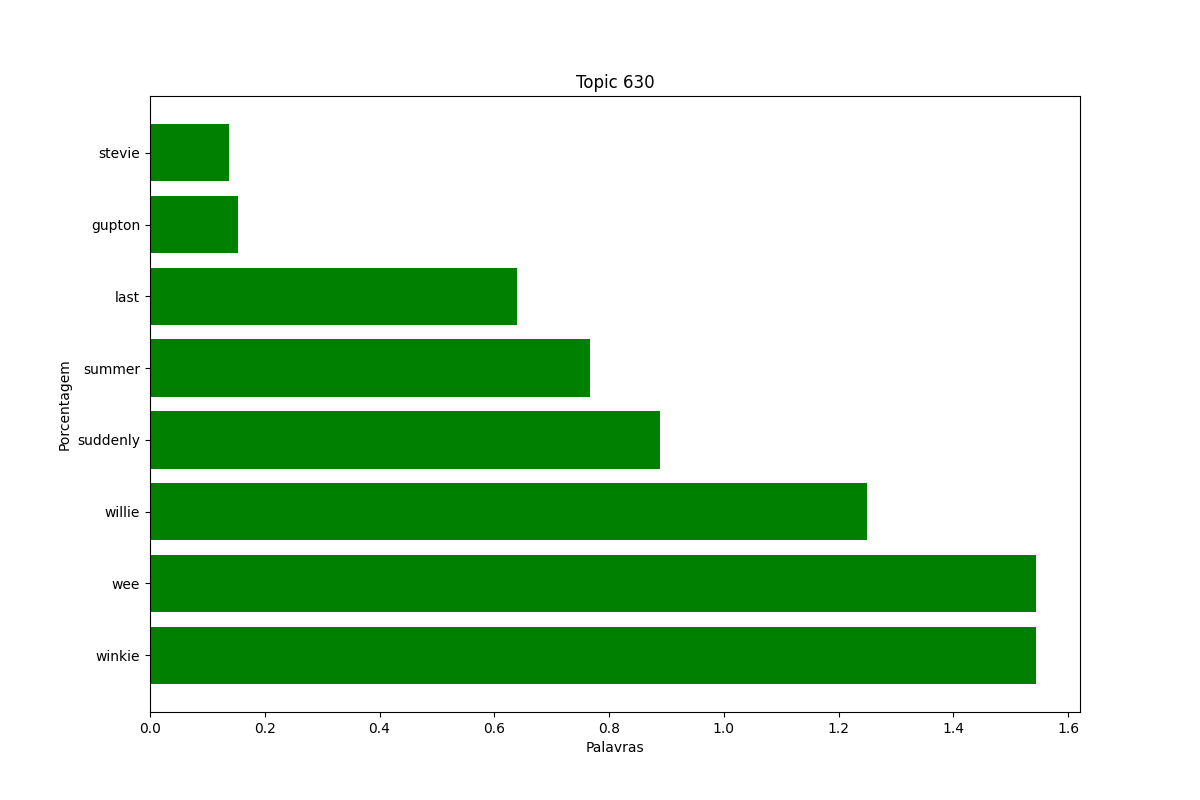 Topic 630
stevie
gupton
last
summer
suddenly
willie
wee
winkie
Porcentagem
0.0 0.2 0.4 0.6 0.8 1.0 1.2 1.4 1.6
Palavras